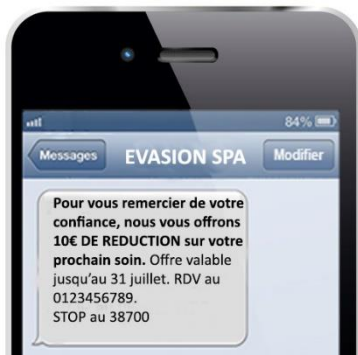 84%
Messages
EVASION SPA
Modifier
Pour vous remercier de votre
confiance, nous vous offrons
10€ DE REDUCTION sur votre
prochain soin. Offre valable
jusqu'au 31 juillet. RDV au
0123456789.
STOP au 38700